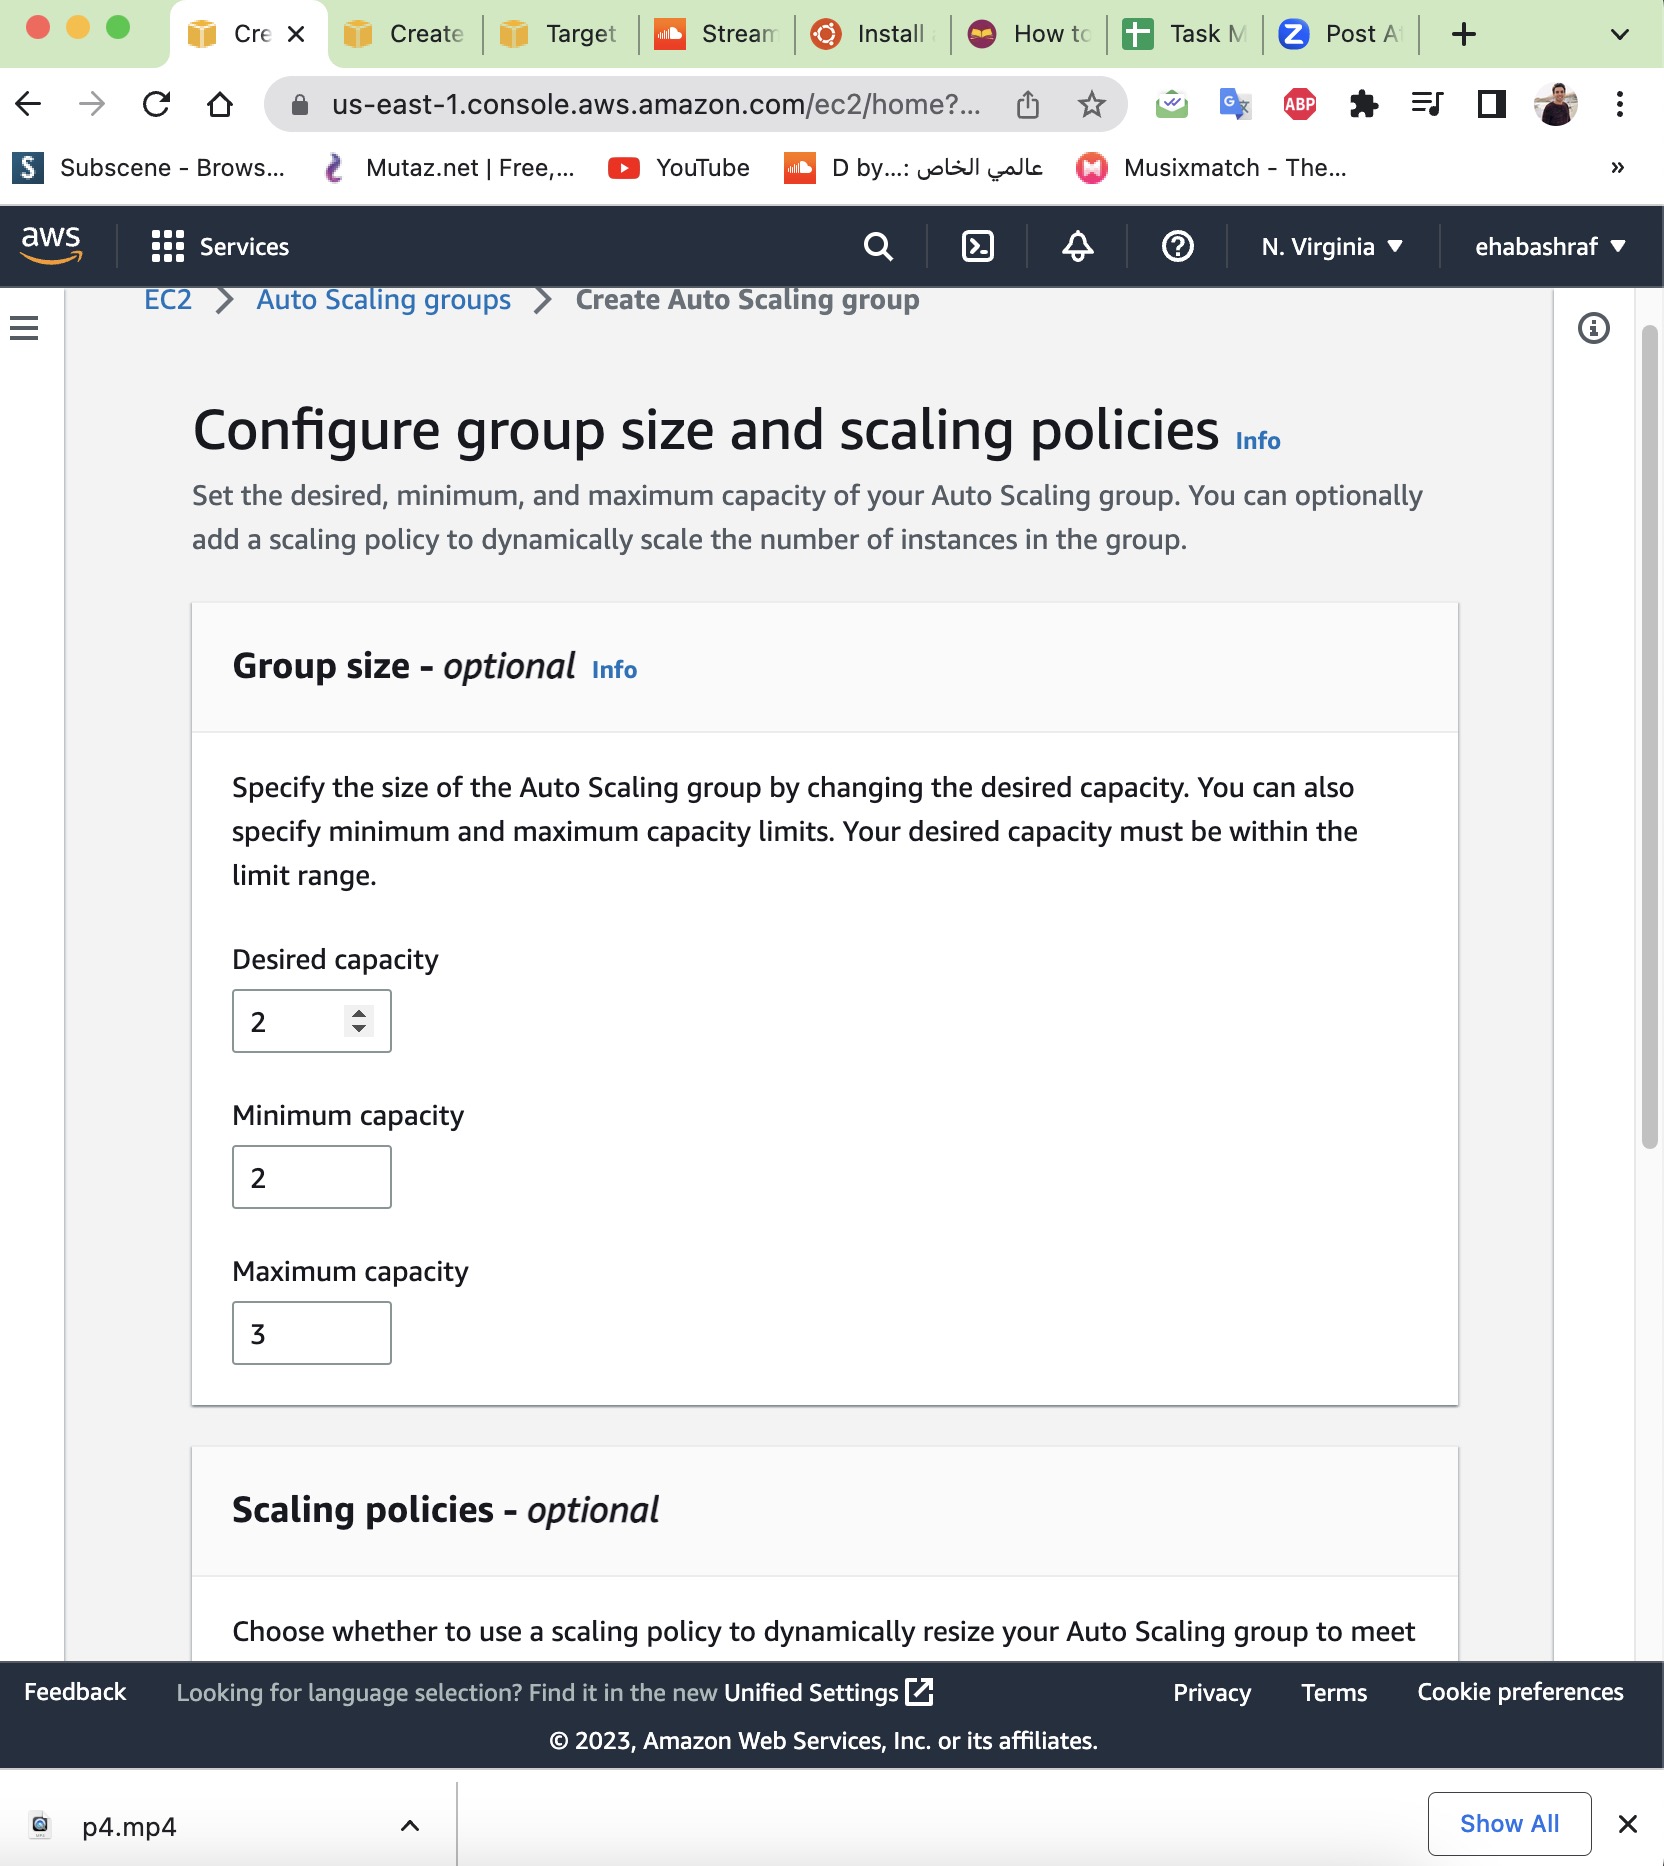 Cre
Create
Target
Stream
Install
How to
Task M
Post A
us-east-1.console.aws.amazon.com/ec2/home?...
ABP
Subscene - Brows...
Mutaz.net | Free,...
YouTube
D by...: عالمي الخاص
Musixmatch - The...
»
aws
Services
N. Virginia
ehabashraf
EC2
Auto Scaling groups
Create Auto Scaling group
Configure group size and scaling policies Info
Set the desired, minimum, and maximum capacity of your Auto Scaling group. You can optionally
add a scaling policy to dynamically scale the number of instances in the group.
Group size - optional Info
Specify the size of the Auto Scaling group by changing the desired capacity. You can also
specify minimum and maximum capacity limits. Your desired capacity must be within the
limit range.
Desired capacity
2
Minimum capacity
2
Maximum capacity
3
Scaling policies - optional
Choose whether to use a scaling policy to dynamically resize your Auto Scaling group to meet
Feedback
Looking for language selection? Find it in the new Unified Settings
Privacy
Terms
Cookie preferences
© 2023, Amazon Web Services, Inc. or its affiliates.
p4.mp4
Show All